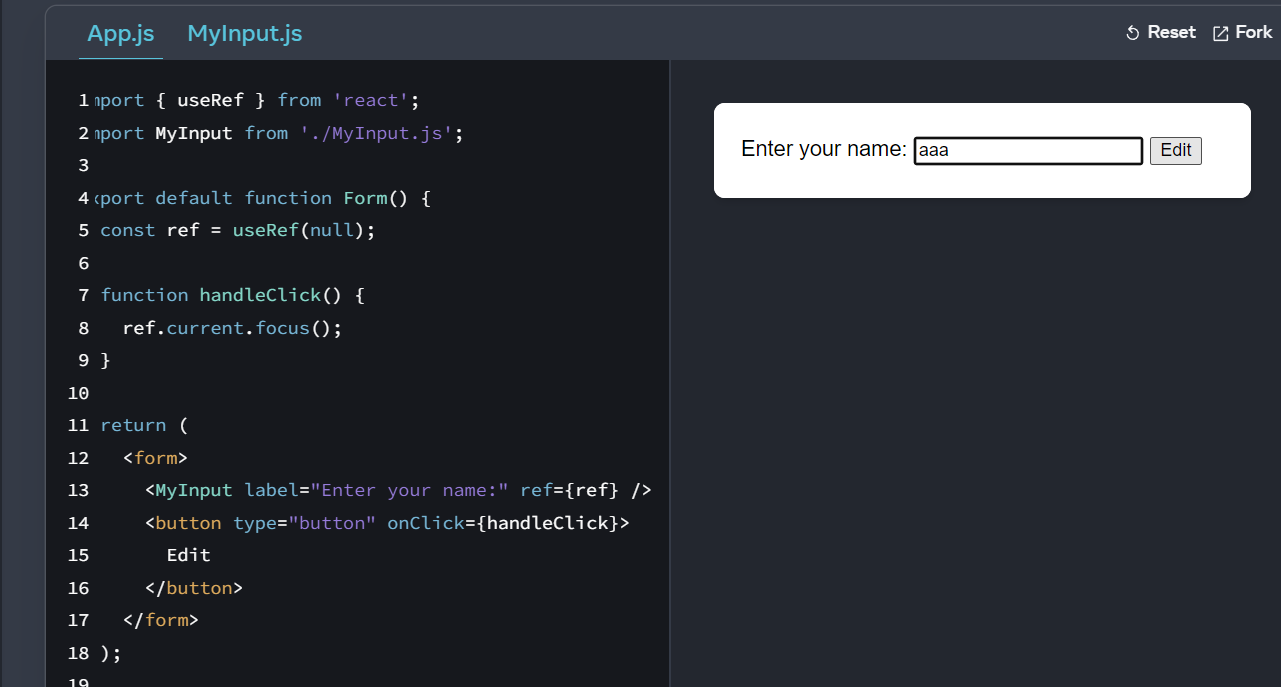 App.js MyInput.js Reset Fork
1 mport { useRef } from 'react';
2 mport MyInput from './MyInput.js';
3
4 port default function Form() {
5 const ref = useRef(null);
6
7 function handleClick() {
8 ref.current.focus();
9 }
10
11 return (
12 <form>
13 <MyInput label="Enter your name:" ref={ref} />
14 <button type="button" onClick={handleClick}>
15 Edit
16 </button>
17 </form>
18 );
19
Enter your name: aaa Edit